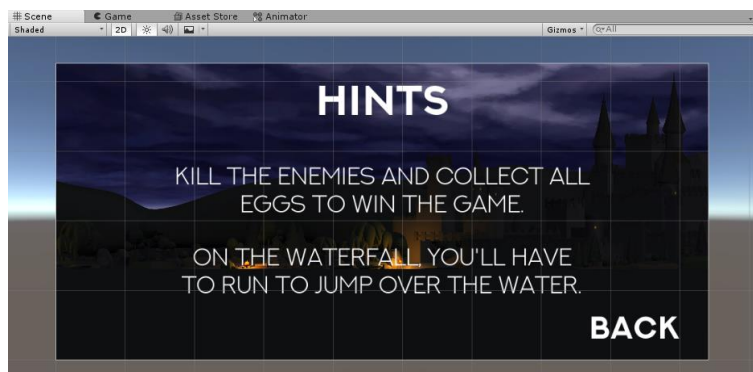 Scene Game Asset Store Animator
Shaded 2D Gizmos All
HINTS
KILL THE ENEMIES AND COLLECT ALL
EGGS TO WIN THE GAME.
ON THE WATERFALL, YOU'LL HAVE
TO RUN TO JUMP OVER THE WATER.
BACK